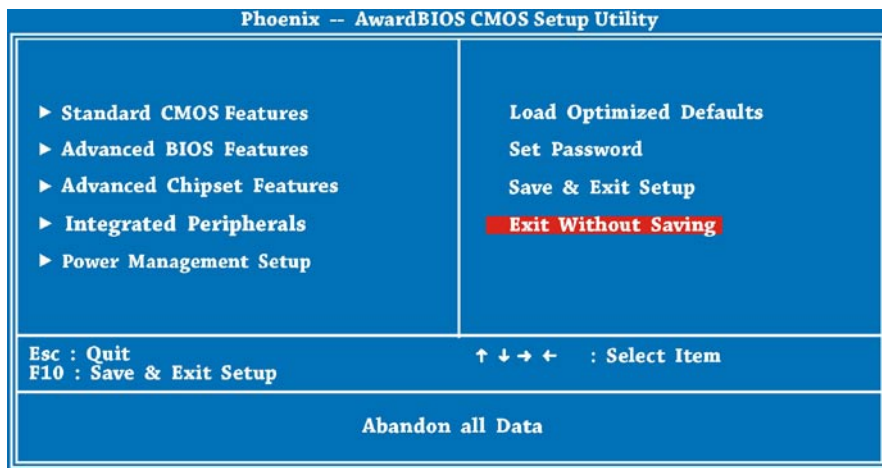 Phoenix -- AwardBIOS CMOS Setup Utility
▶ Standard CMOS Features
▶ Advanced BIOS Features
▶ Advanced Chipset Features
▶ Integrated Peripherals
▶ Power Management Setup
Load Optimized Defaults
Set Password
Save & Exit Setup
Exit Without Saving
Esc : Quit
F10 : Save & Exit Setup
↑ ↓ → ← : Select Item
Abandon all Data